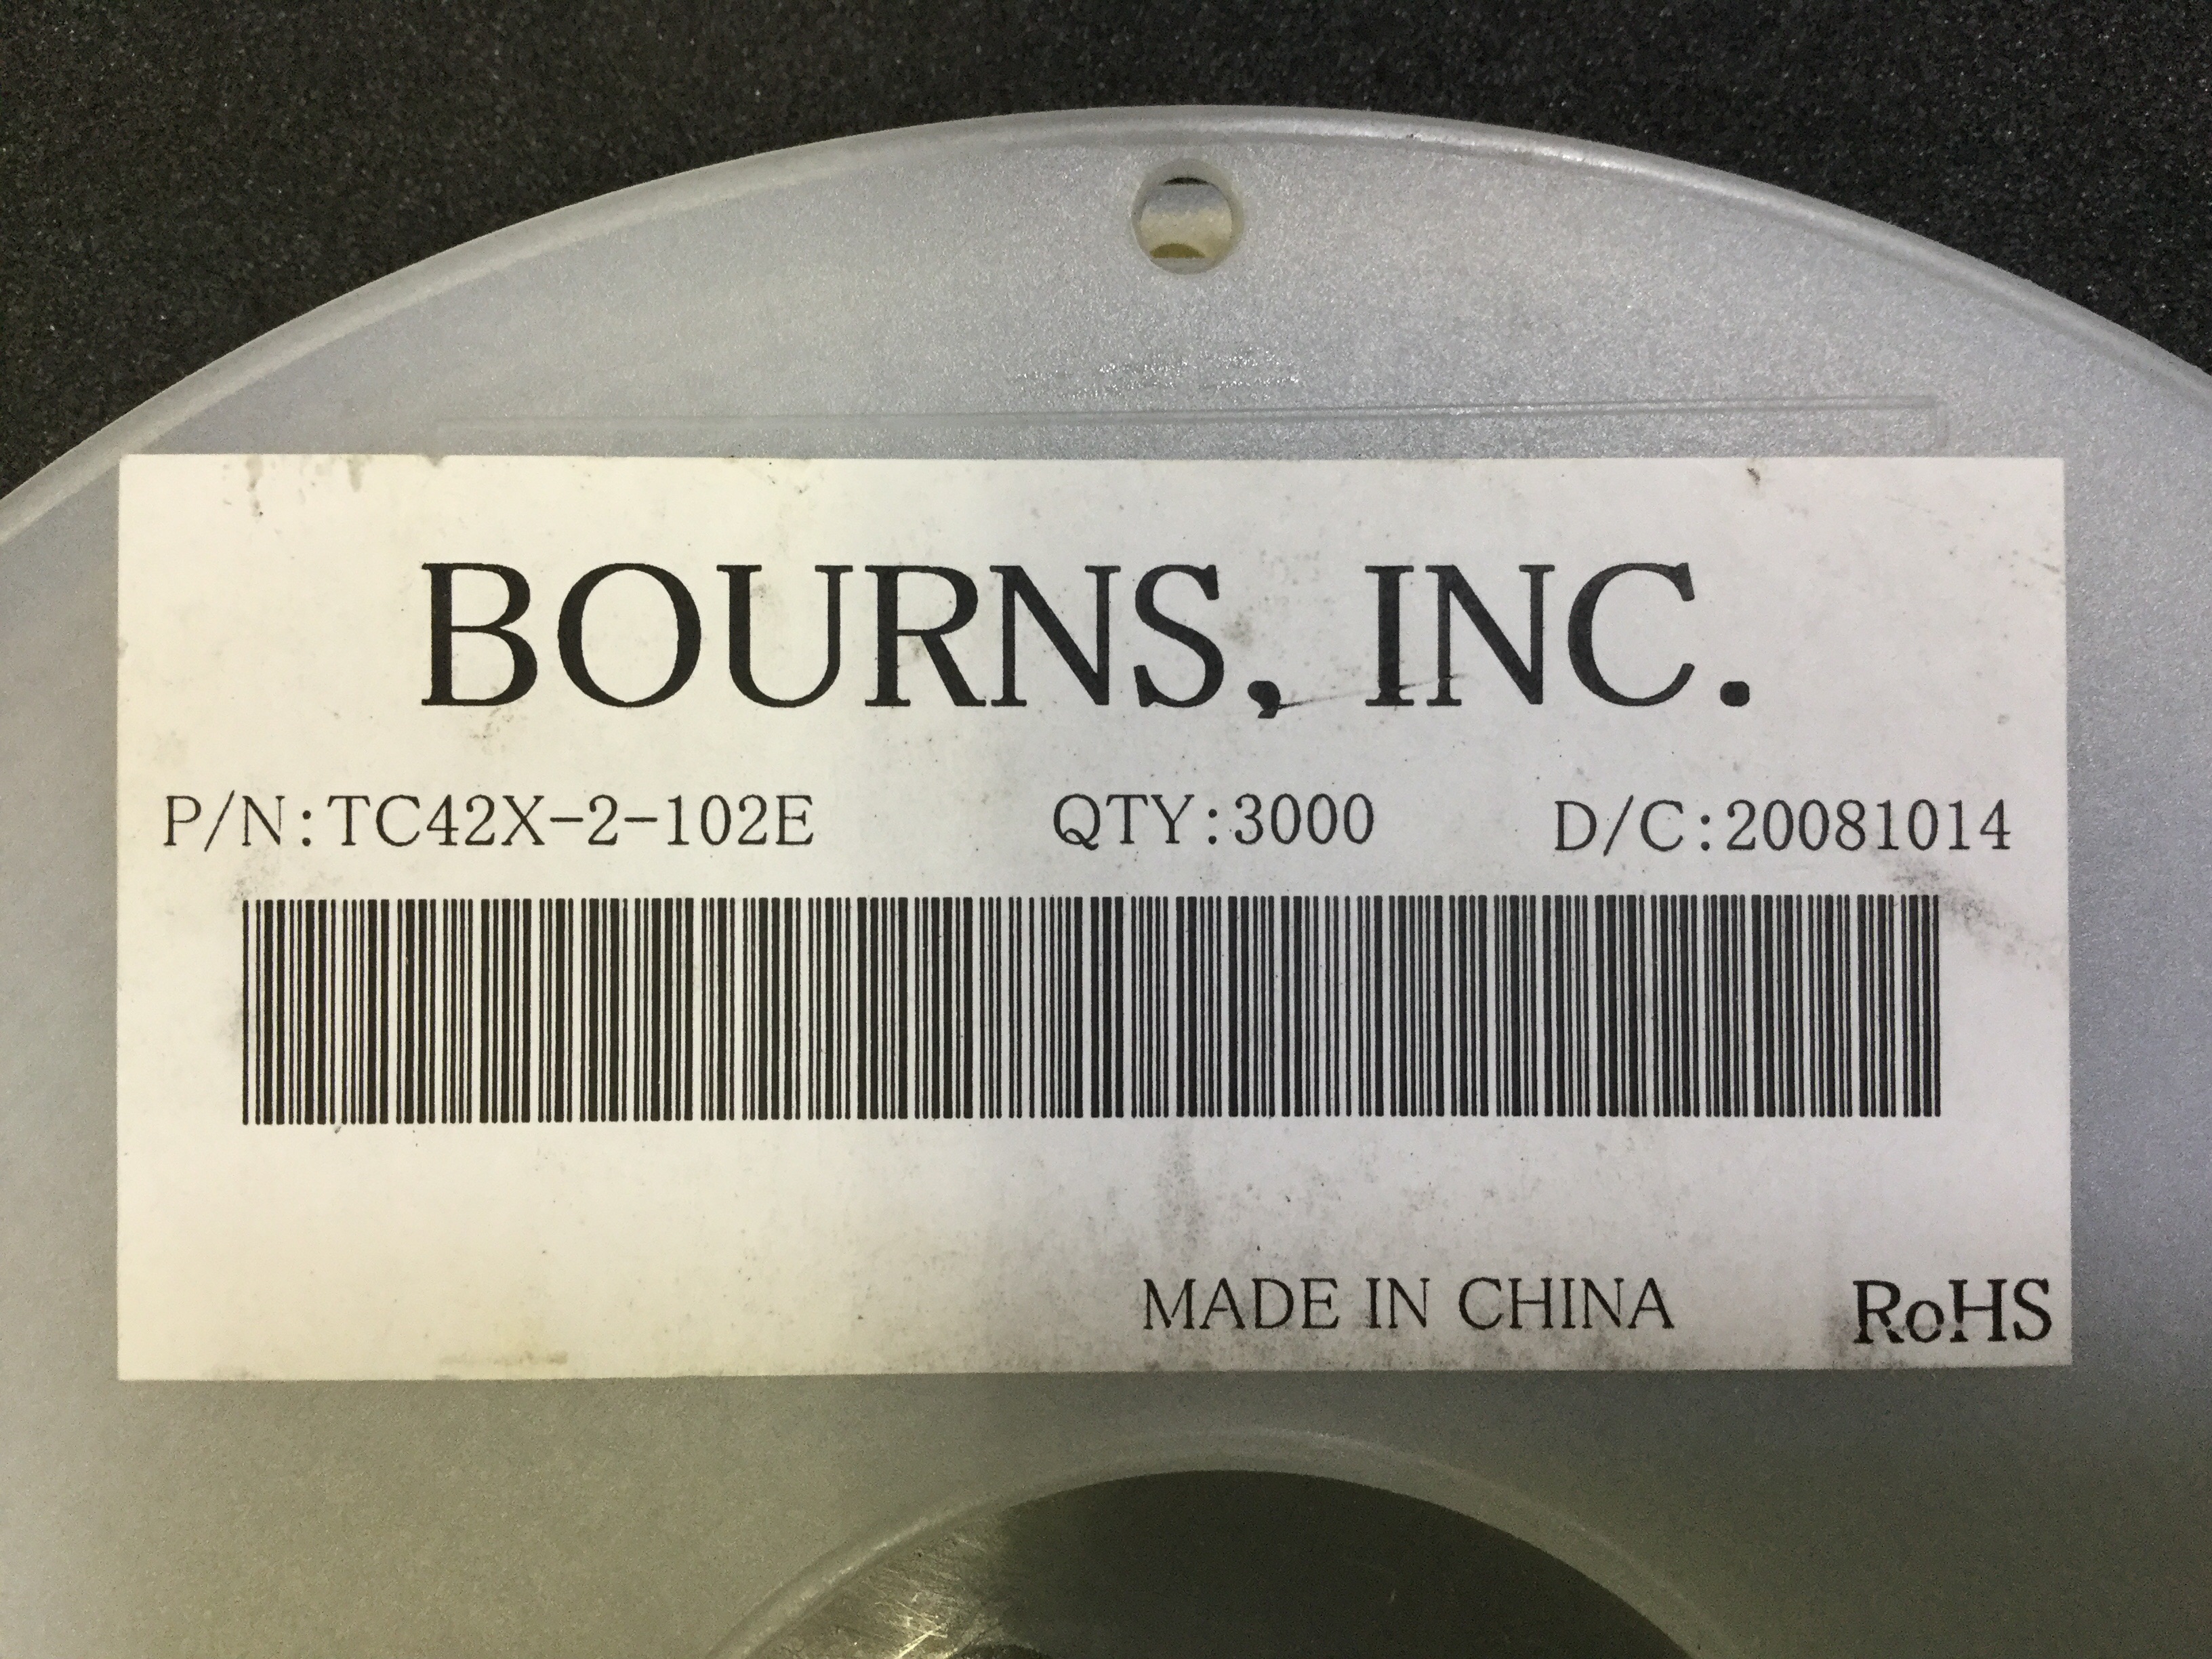 BOURNS, INC.
P/N:TC42X-2-102E QTY:3000 D/C:20081014
MADE IN CHINA RoHS